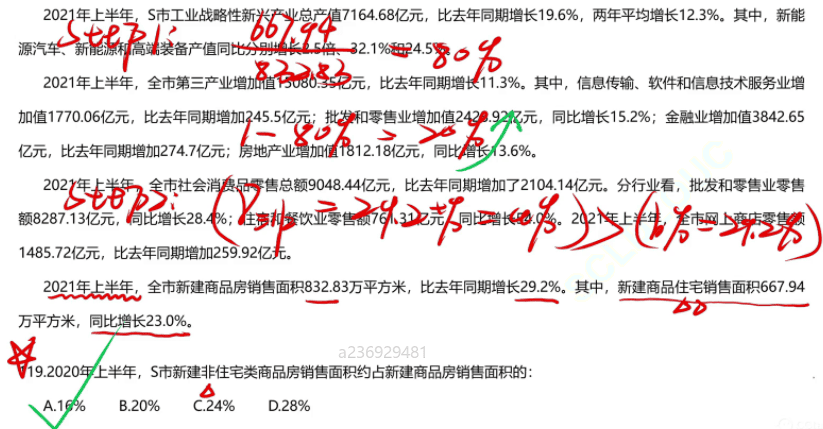 2021年上半年，S市工业战略性新兴产业总产值7164.68亿元，比去年同期增长19.6%，两年平均增长12.3%。其中，新能
源汽车、新能源和高端装备产值同比分别增长2.5倍、32.1%和24.5%。
Step1: 667.94/832.83 = 80%
2021年上半年，全市第三产业增加值15080.35亿元，比去年同期增长11.3%。其中，信息传输、软件和信息技术服务业增
加值1770.06亿元，比去年同期增加245.5亿元；批发和零售业增加值2428.92亿元，同比增长15.2%；金融业增加值3842.65
1-80% = 20%
亿元，比去年同期增加274.7亿元；房地产业增加值1812.18亿元，同比增长13.6%。
2021年上半年，全市社会消费品零售总额9048.44亿元，比去年同期增加了2104.14亿元。分行业看，批发和零售业零售
Step2:
额8287.13亿元，同比增长28.4%；住宿和餐饮业零售额761.31亿元，同比增长 .0%。2021年上半年，全市网上商店零售额
1485.72亿元，比去年同期增加259.92亿元。
2021年上半年，全市新建商品房销售面积832.83万平方米，比去年同期增长29.2%。其中，新建商品住宅销售面积667.94
万平方米，同比增长23.0%。
a236929481
119.2020年上半年，S市新建非住宅类商品房销售面积约占新建商品房销售面积的：
A.16% B.20% C.24% D.28%